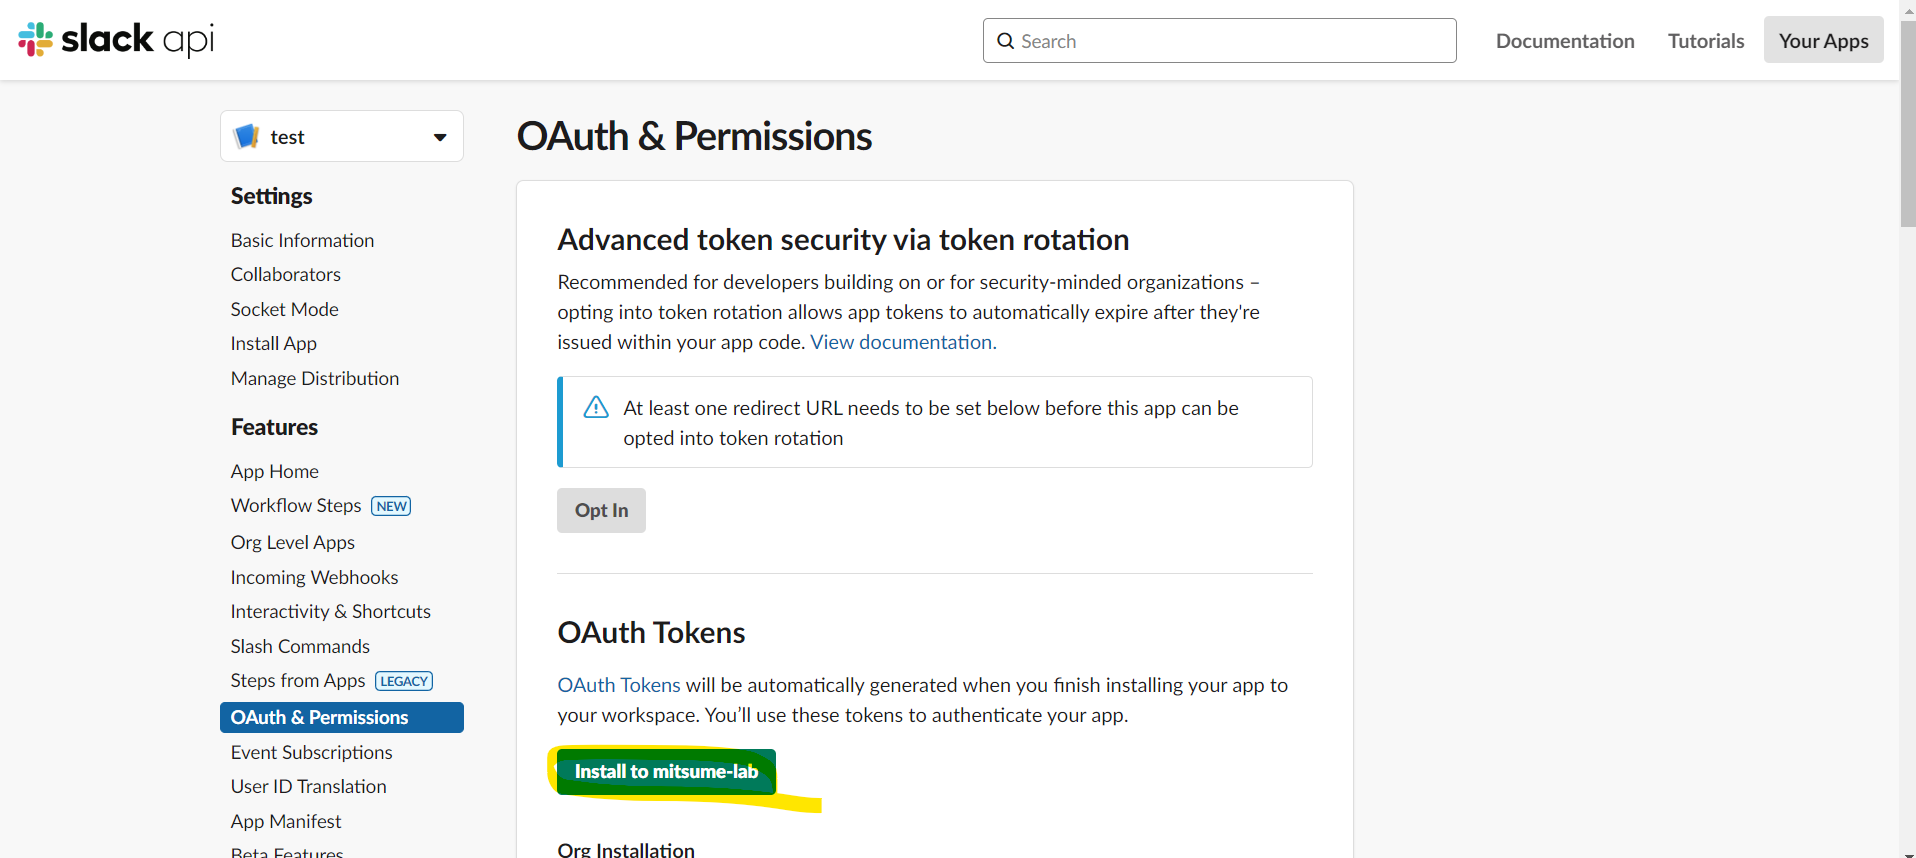 slack api
Search
Documentation
Tutorials
Your Apps
test
Settings
Basic Information
Collaborators
Socket Mode
Install App
Manage Distribution
Features
App Home
Workflow Steps NEW
Org Level Apps
Incoming Webhooks
Interactivity & Shortcuts
Slash Commands
Steps from Apps LEGACY
OAuth & Permissions
Event Subscriptions
User ID Translation
App Manifest
Beta Features
OAuth & Permissions
Advanced token security via token rotation
Recommended for developers building on or for security-minded organizations –
opting into token rotation allows app tokens to automatically expire after they're
issued within your app code. View documentation.
At least one redirect URL needs to be set below before this app can be
opted into token rotation
Opt In
OAuth Tokens
OAuth Tokens will be automatically generated when you finish installing your app to
your workspace. You’ll use these tokens to authenticate your app.
Install to mitsume-lab
Org Installation